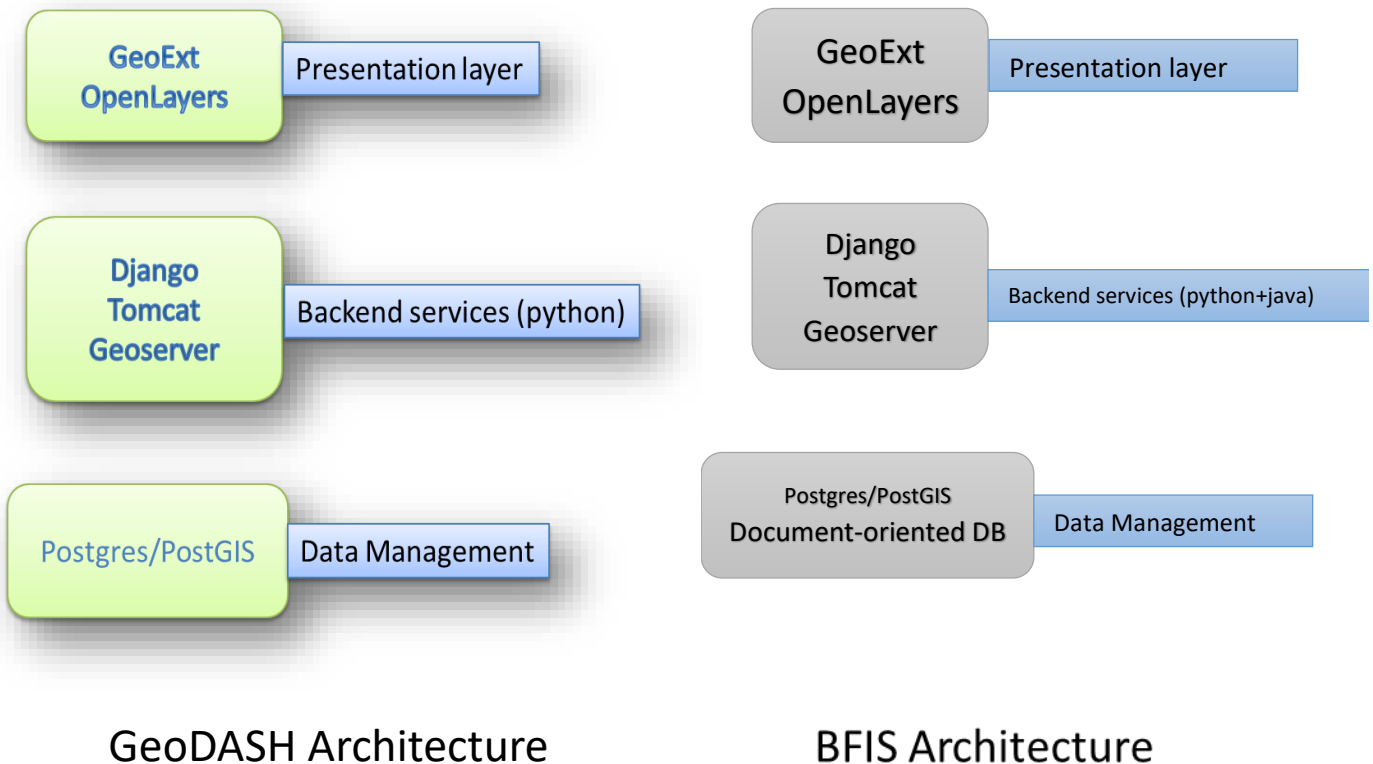 GeoExt
OpenLayers
Presentation layer
Django
Tomcat
Geoserver
Backend services (python)
Postgres/PostGIS
Data Management
GeoDASH Architecture
GeoExt
OpenLayers
Presentation layer
Django
Tomcat
Geoserver
Backend services (python+java)
Postgres/PostGIS
Document-oriented DB
Data Management
BFIS Architecture